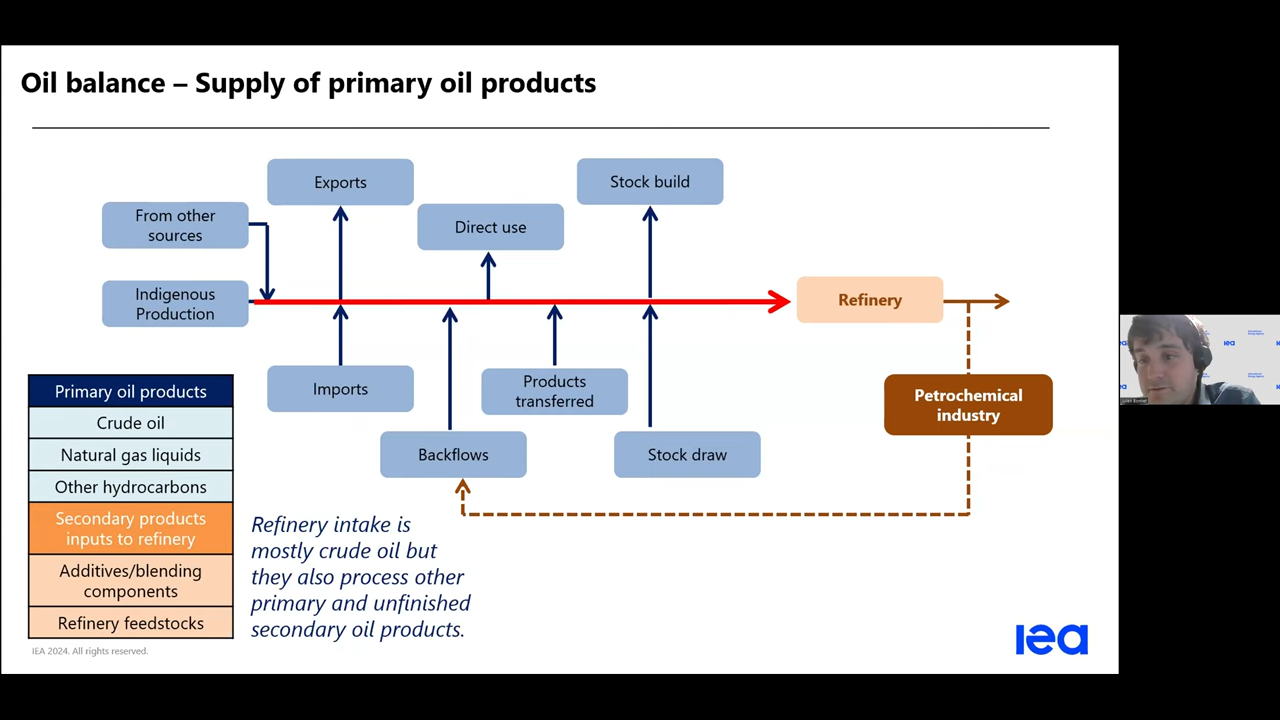 Oil balance – Supply of primary oil products
Exports
Stock build
From other
sources
Direct use
Indigenous
Production
Refinery
Imports
Products
transferred
Petrochemical
industry
Backflows
Stock draw
Primary oil products
Crude oil
Natural gas liquids
Other hydrocarbons
Secondary products
inputs to refinery
Additives/blending
components
Refinery feedstocks
Refinery intake is
mostly crude oil but
they also process other
primary and unfinished
secondary oil products.
IEA 2024. All rights reserved.
iea
iea